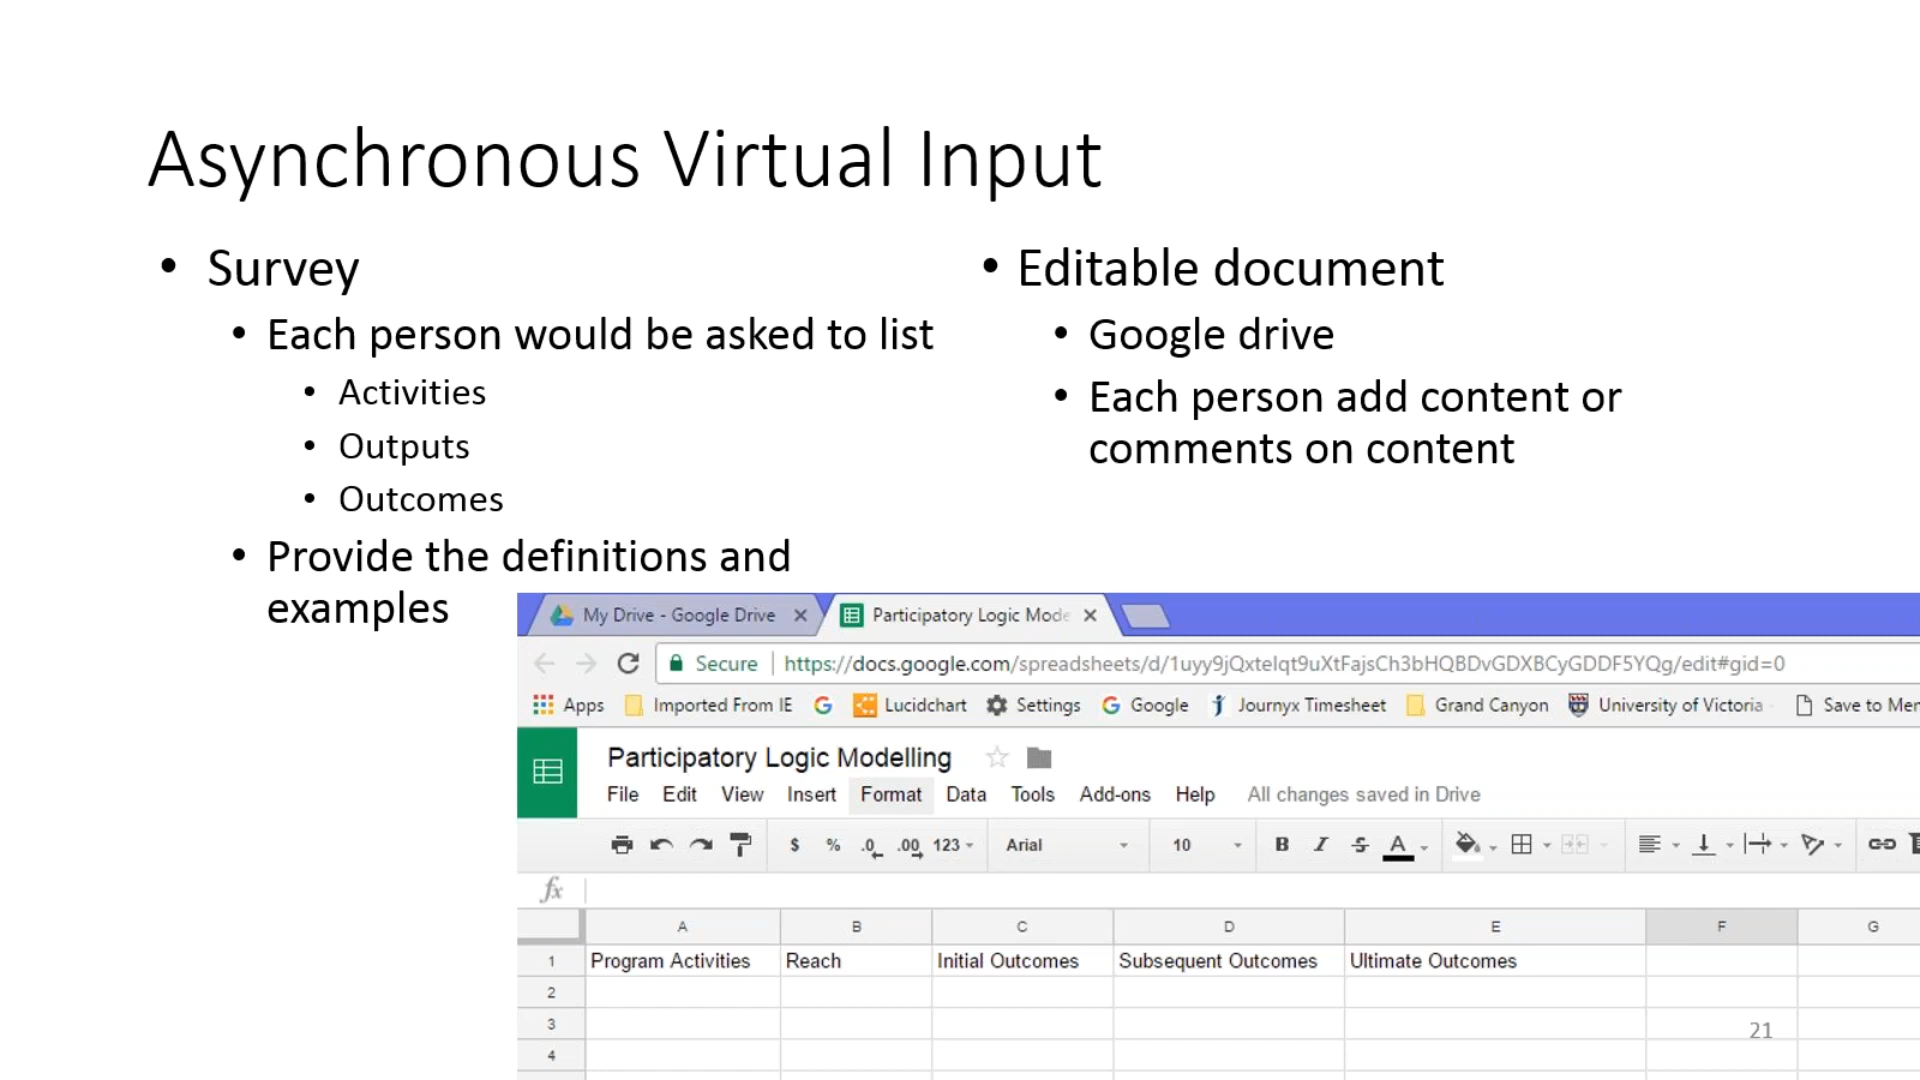 Asynchronous Virtual Input
• Survey
• Each person would be asked to list
• Activities
• Outputs
• Outcomes
• Provide the definitions and
examples
• Editable document
• Google drive
• Each person add content or
comments on content
My Drive - Google Drive
Participatory Logic Mode
Secure https://docs.google.com/spreadsheets/d/1uyy9jQxtelqt9uXtFajsCh3bHQBDvGDXBCyGDDF5YQg/edit#gid=0
Apps Imported From IE Lucidchart Settings Google Journyx Timesheet Grand Canyon University of Victoria Save to Mer
Participatory Logic Modelling
File Edit View Insert Format Data Tools Add-ons Help All changes saved in Drive
$ % .0 .00 123 Arial 10 B I S A
fx
A B C D E F G
1 Program Activities Reach Initial Outcomes Subsequent Outcomes Ultimate Outcomes
2
3
4
21